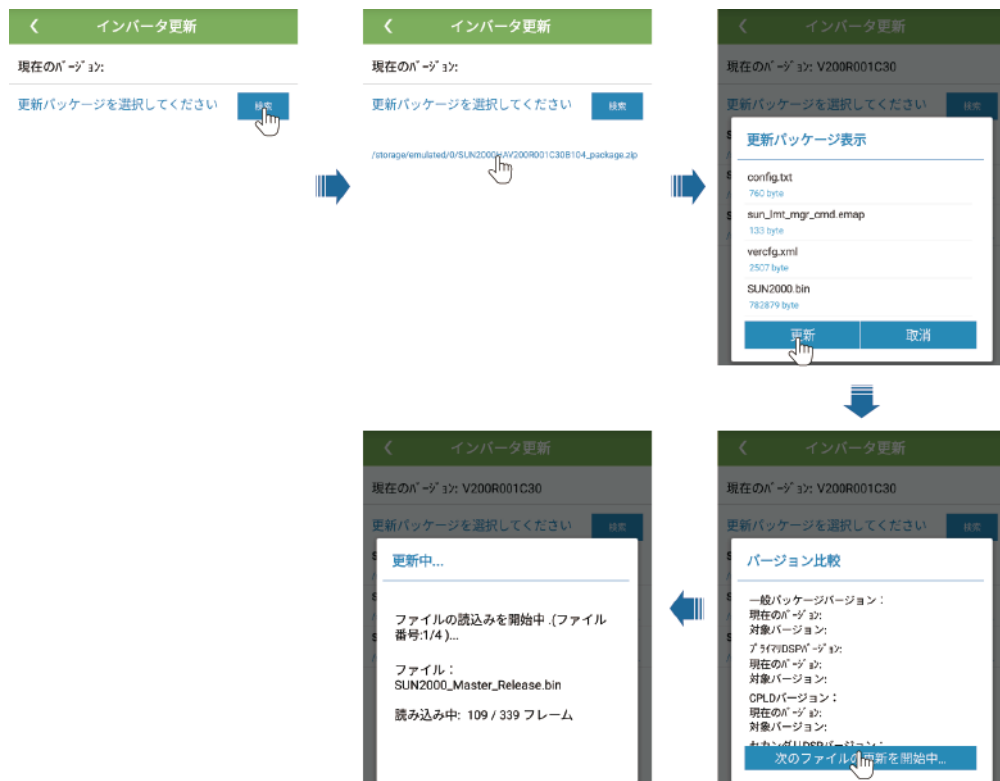 インバータ更新
現在のﾊﾞｰｼﾞｮﾝ:
更新パッケージを選択してください 検索
インバータ更新
現在のﾊﾞｰｼﾞｮﾝ:
更新パッケージを選択してください 検索
/storage/emulated/0/SUN2000HAV200R001C30B104_package.zip
インバータ更新
現在のﾊﾞｰｼﾞｮﾝ: V200R001C30
更新パッケージを選択してください 検索
更新パッケージ表示
config.txt
760 byte
sun_lmt_mgr_cmd.emap
133 byte
vercfg.xml
2507 byte
SUN2000.bin
782879 byte
更新 取消
インバータ更新
現在のﾊﾞｰｼﾞｮﾝ: V200R001C30
更新パッケージを選択してください 検索
バージョン比較
一般パッケージバージョン：
現在のﾊﾞｰｼﾞｮﾝ:
対象バージョン:
ﾌﾟﾗｲﾏﾘDSPﾊﾞｰｼﾞｮﾝ:
現在のﾊﾞｰｼﾞｮﾝ:
対象バージョン:
CPLDバージョン：
現在のﾊﾞｰｼﾞｮﾝ:
対象バージョン:
セカンダリDSPバージョン：
次のファイルの更新を開始中...
インバータ更新
現在のﾊﾞｰｼﾞｮﾝ: V200R001C30
更新パッケージを選択してください 検索
更新中...
ファイルの読込みを開始中 .(ファイル
番号:1/4 )...
ファイル：
SUN2000_Master_Release.bin
読み込み中: 109 / 339 フレーム